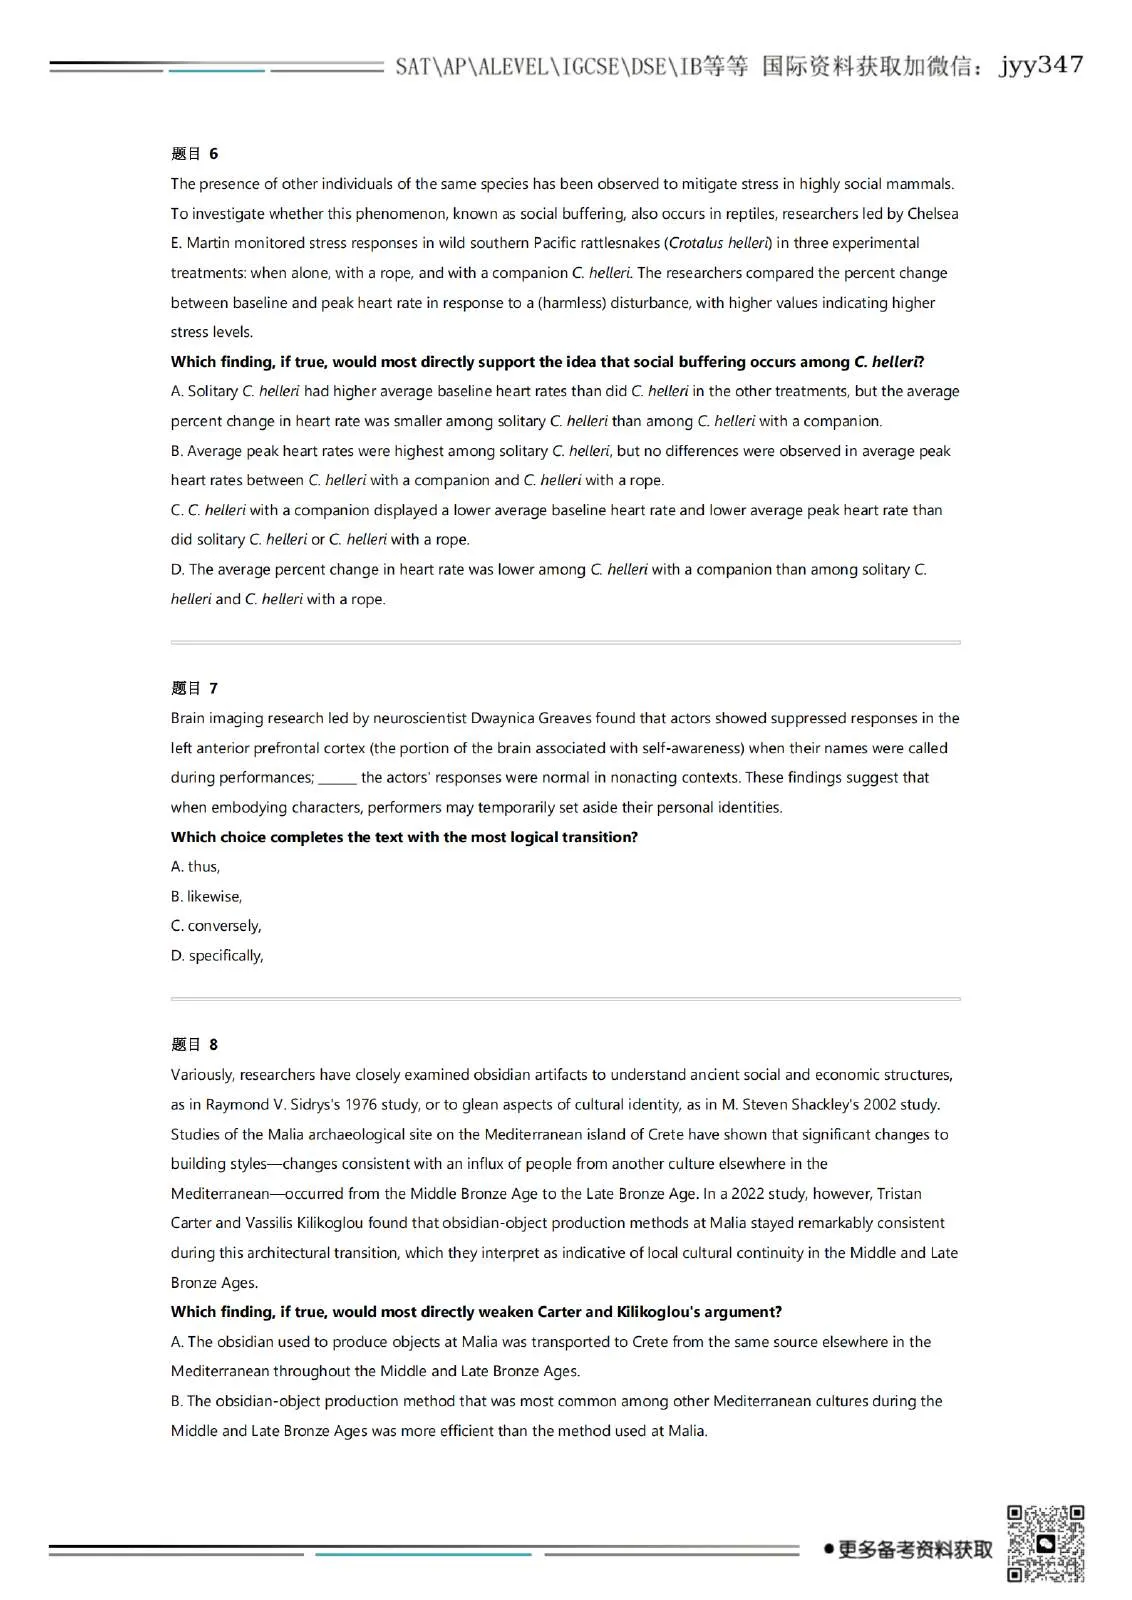 SAT\AP\ALEVEL\IGCSE\DSE\IB等等 国际资料获取加微信：jyy347
题目 6
The presence of other individuals of the same species has been observed to mitigate stress in highly social mammals.
To investigate whether this phenomenon, known as social buffering, also occurs in reptiles, researchers led by Chelsea
E. Martin monitored stress responses in wild southern Pacific rattlesnakes (Crotalus helleri) in three experimental
treatments: when alone, with a rope, and with a companion C. helleri. The researchers compared the percent change
between baseline and peak heart rate in response to a (harmless) disturbance, with higher values indicating higher
stress levels.
Which finding, if true, would most directly support the idea that social buffering occurs among C. helleri?
A. Solitary C. helleri had higher average baseline heart rates than did C. helleri in the other treatments, but the average
percent change in heart rate was smaller among solitary C. helleri than among C. helleri with a companion.
B. Average peak heart rates were highest among solitary C. helleri, but no differences were observed in average peak
heart rates between C. helleri with a companion and C. helleri with a rope.
C. C. helleri with a companion displayed a lower average baseline heart rate and lower average peak heart rate than
did solitary C. helleri or C. helleri with a rope.
D. The average percent change in heart rate was lower among C. helleri with a companion than among solitary C.
helleri and C. helleri with a rope.
题目 7
Brain imaging research led by neuroscientist Dwaynica Greaves found that actors showed suppressed responses in the
left anterior prefrontal cortex (the portion of the brain associated with self-awareness) when their names were called
during performances; _____ the actors' responses were normal in nonacting contexts. These findings suggest that
when embodying characters, performers may temporarily set aside their personal identities.
Which choice completes the text with the most logical transition?
A. thus,
B. likewise,
C. conversely,
D. specifically,
题目 8
Variously, researchers have closely examined obsidian artifacts to understand ancient social and economic structures,
as in Raymond V. Sidrys's 1976 study, or to glean aspects of cultural identity, as in M. Steven Shackley's 2002 study.
Studies of the Malia archaeological site on the Mediterranean island of Crete have shown that significant changes to
building styles—changes consistent with an influx of people from another culture elsewhere in the
Mediterranean—occurred from the Middle Bronze Age to the Late Bronze Age. In a 2022 study, however, Tristan
Carter and Vassilis Kilikoglou found that obsidian-object production methods at Malia stayed remarkably consistent
during this architectural transition, which they interpret as indicative of local cultural continuity in the Middle and Late
Bronze Ages.
Which finding, if true, would most directly weaken Carter and Kilikoglou's argument?
A. The obsidian used to produce objects at Malia was transported to Crete from the same source elsewhere in the
Mediterranean throughout the Middle and Late Bronze Ages.
B. The obsidian-object production method that was most common among other Mediterranean cultures during the
Middle and Late Bronze Ages was more efficient than the method used at Malia.
●更多备考资料获取